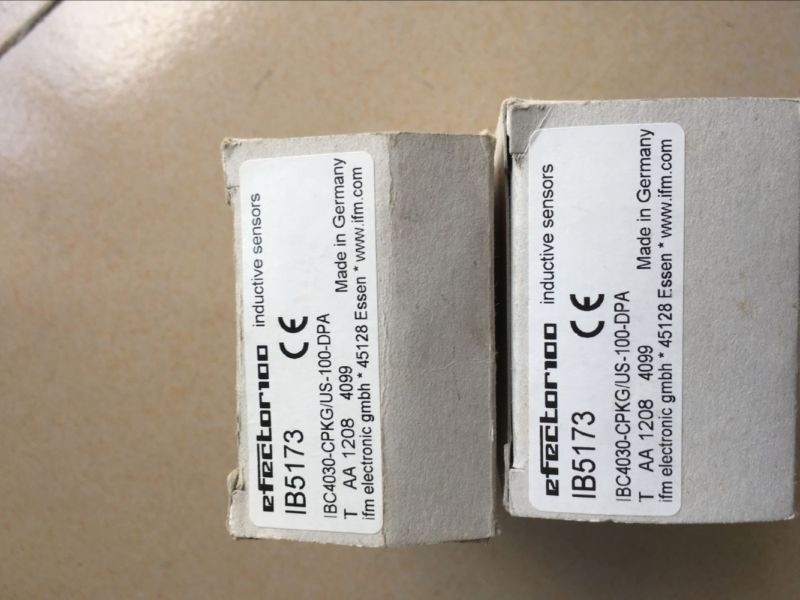 efector100 inductive sensors
IB5173 CE
IBC4030-CPKG/US-100-DPA
T AA 1208 4099 Made in Germany
ifm electronic gmbh * 45128 Essen * www.ifm.com
efector100 inductive sensors
IB5173 CE
IBC4030-CPKG/US-100-DPA
T AA 1208 4099 Made in Germany
ifm electronic gmbh * 45128 Essen * www.ifm.com